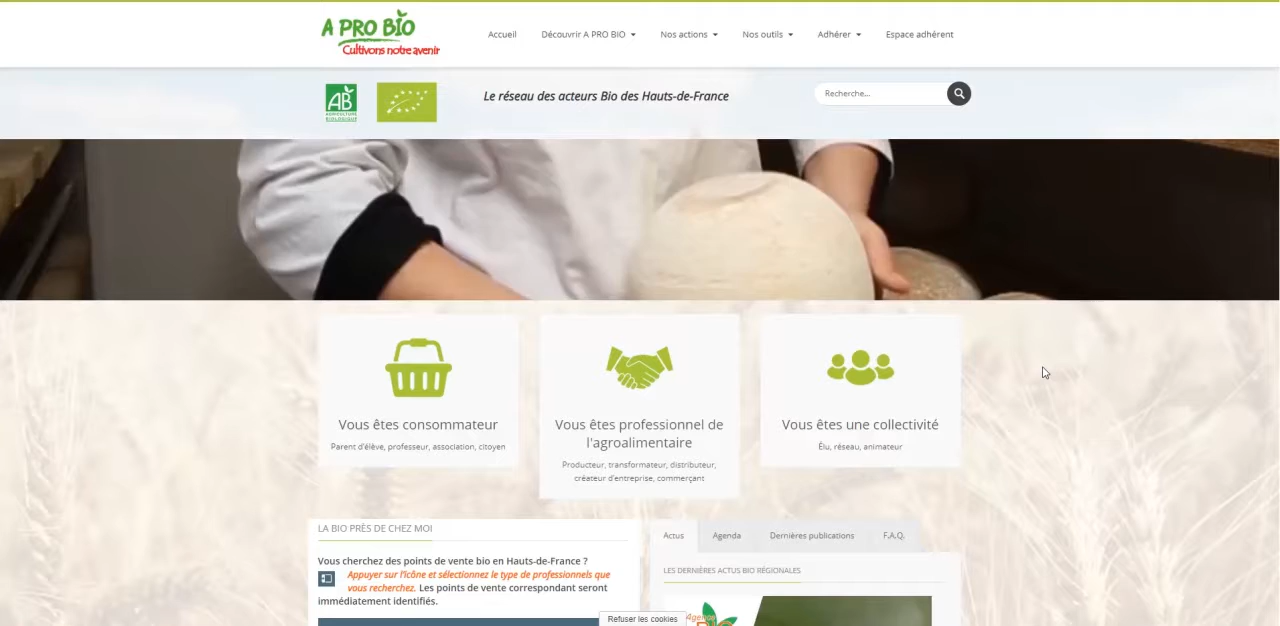 A PRO BIO
Cultivons notre avenir
Accueil
Découvrir A PRO BIO
Nos actions
Nos outils
Adhérer
Espace adhérent
AB
AGRICULTURE
BIOLOGIQUE
Le réseau des acteurs Bio des Hauts-de-France
Recherche...
Vous êtes consommateur
Parent d'élève, professeur, association, citoyen
Vous êtes professionnel de
l'agroalimentaire
Producteur, transformateur, distributeur,
créateur d'entreprise, commerçant
Vous êtes une collectivité
Élu, réseau, animateur
LA BIO PRÈS DE CHEZ MOI
Vous cherchez des points de vente bio en Hauts-de-France ?
Appuyer sur l'icône et sélectionnez le type de professionnels que
vous recherchez. Les points de vente correspondant seront
immédiatement identifiés.
Actus
Agenda
Dernières publications
F.A.Q.
LES DERNIÈRES ACTUS BIO RÉGIONALES
Refuser les cookies